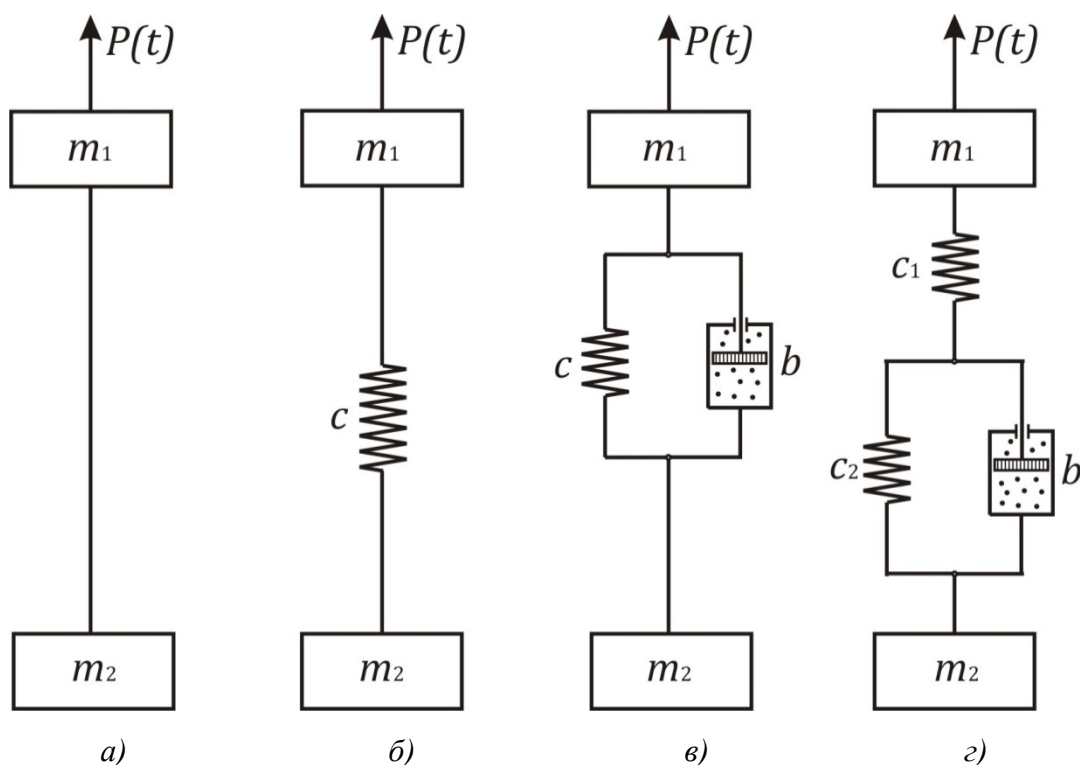 P(t) P(t) P(t) P(t)
m1 m1 m1 m1
c1
c b
c c2 b
m2 m2 m2 m2
а) б) в) г)